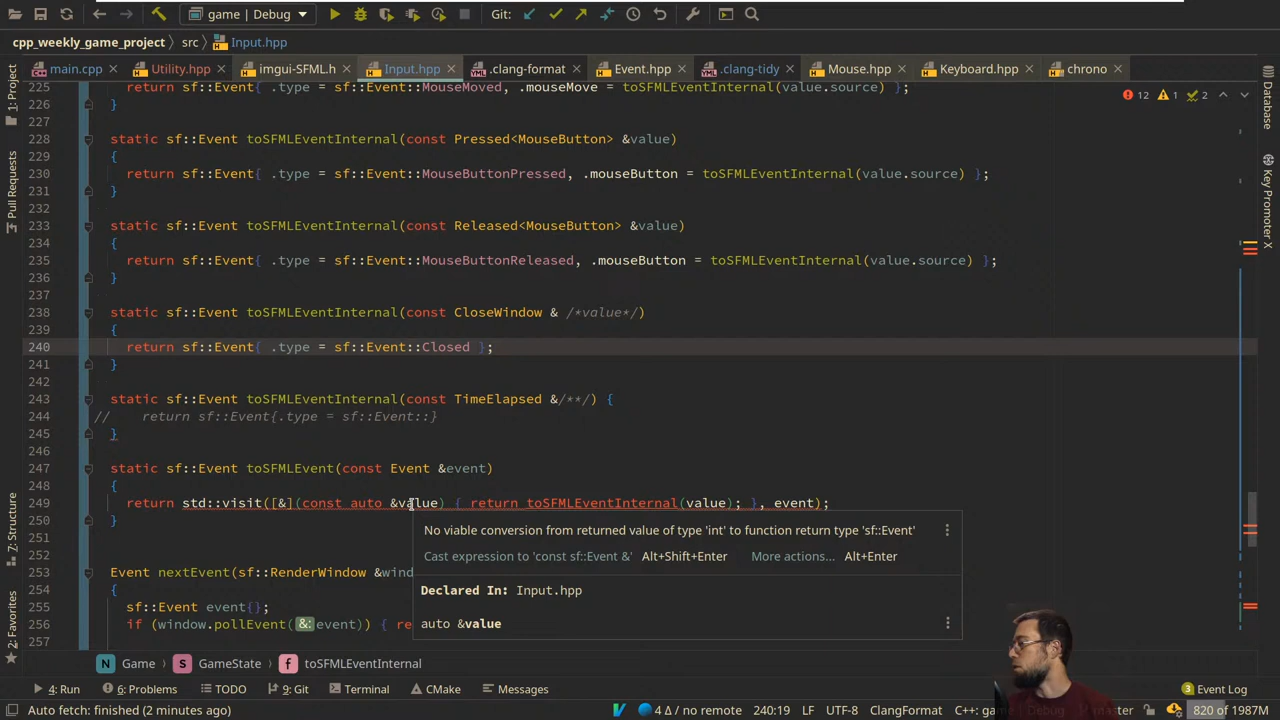 game | Debug
Git:
cpp_weekly_game_project
src
Input.hpp
main.cpp
Utility.hpp
imgui-SFML.h
Input.hpp
.clang-format
Event.hpp
.clang-tidy
Mouse.hpp
Keyboard.hpp
chrono
12 1 2
1: Project
Pull Requests
7: Structure
2: Favorites
Database
Key Promoter X
225 return sf::Event{ .type = sf::Event::MouseMoved, .mouseMove = toSFMLEventInternal(value.source) };
226 }
227
228 static sf::Event toSFMLEventInternal(const Pressed<MouseButton> &value)
229 {
230 return sf::Event{ .type = sf::Event::MouseButtonPressed, .mouseButton = toSFMLEventInternal(value.source) };
231 }
232
233 static sf::Event toSFMLEventInternal(const Released<MouseButton> &value)
234 {
235 return sf::Event{ .type = sf::Event::MouseButtonReleased, .mouseButton = toSFMLEventInternal(value.source) };
236 }
237
238 static sf::Event toSFMLEventInternal(const CloseWindow & /*value*/)
239 {
240 return sf::Event{ .type = sf::Event::Closed };
241 }
242
243 static sf::Event toSFMLEventInternal(const TimeElapsed &/**/) {
244 // return sf::Event{.type = sf::Event::}
245 }
246
247 static sf::Event toSFMLEvent(const Event &event)
248 {
249 return std::visit([&](const auto &value) { return toSFMLEventInternal(value); }, event);
250 }
251
252
253 Event nextEvent(sf::RenderWindow &wind
254 {
255 sf::Event event{};
256 if (window.pollEvent(&:event)) { re
257
No viable conversion from returned value of type 'int' to function return type 'sf::Event'
Cast expression to 'const sf::Event &' Alt+Shift+Enter More actions... Alt+Enter
Declared In: Input.hpp
auto &value
N Game
S GameState
f toSFMLEventInternal
4: Run
6: Problems
TODO
9: Git
Terminal
CMake
Messages
3 Event Log
Auto fetch: finished (2 minutes ago)
4 Δ / no remote
240:19
LF
UTF-8
ClangFormat
C++: game | Debug
master
820 of 1987M